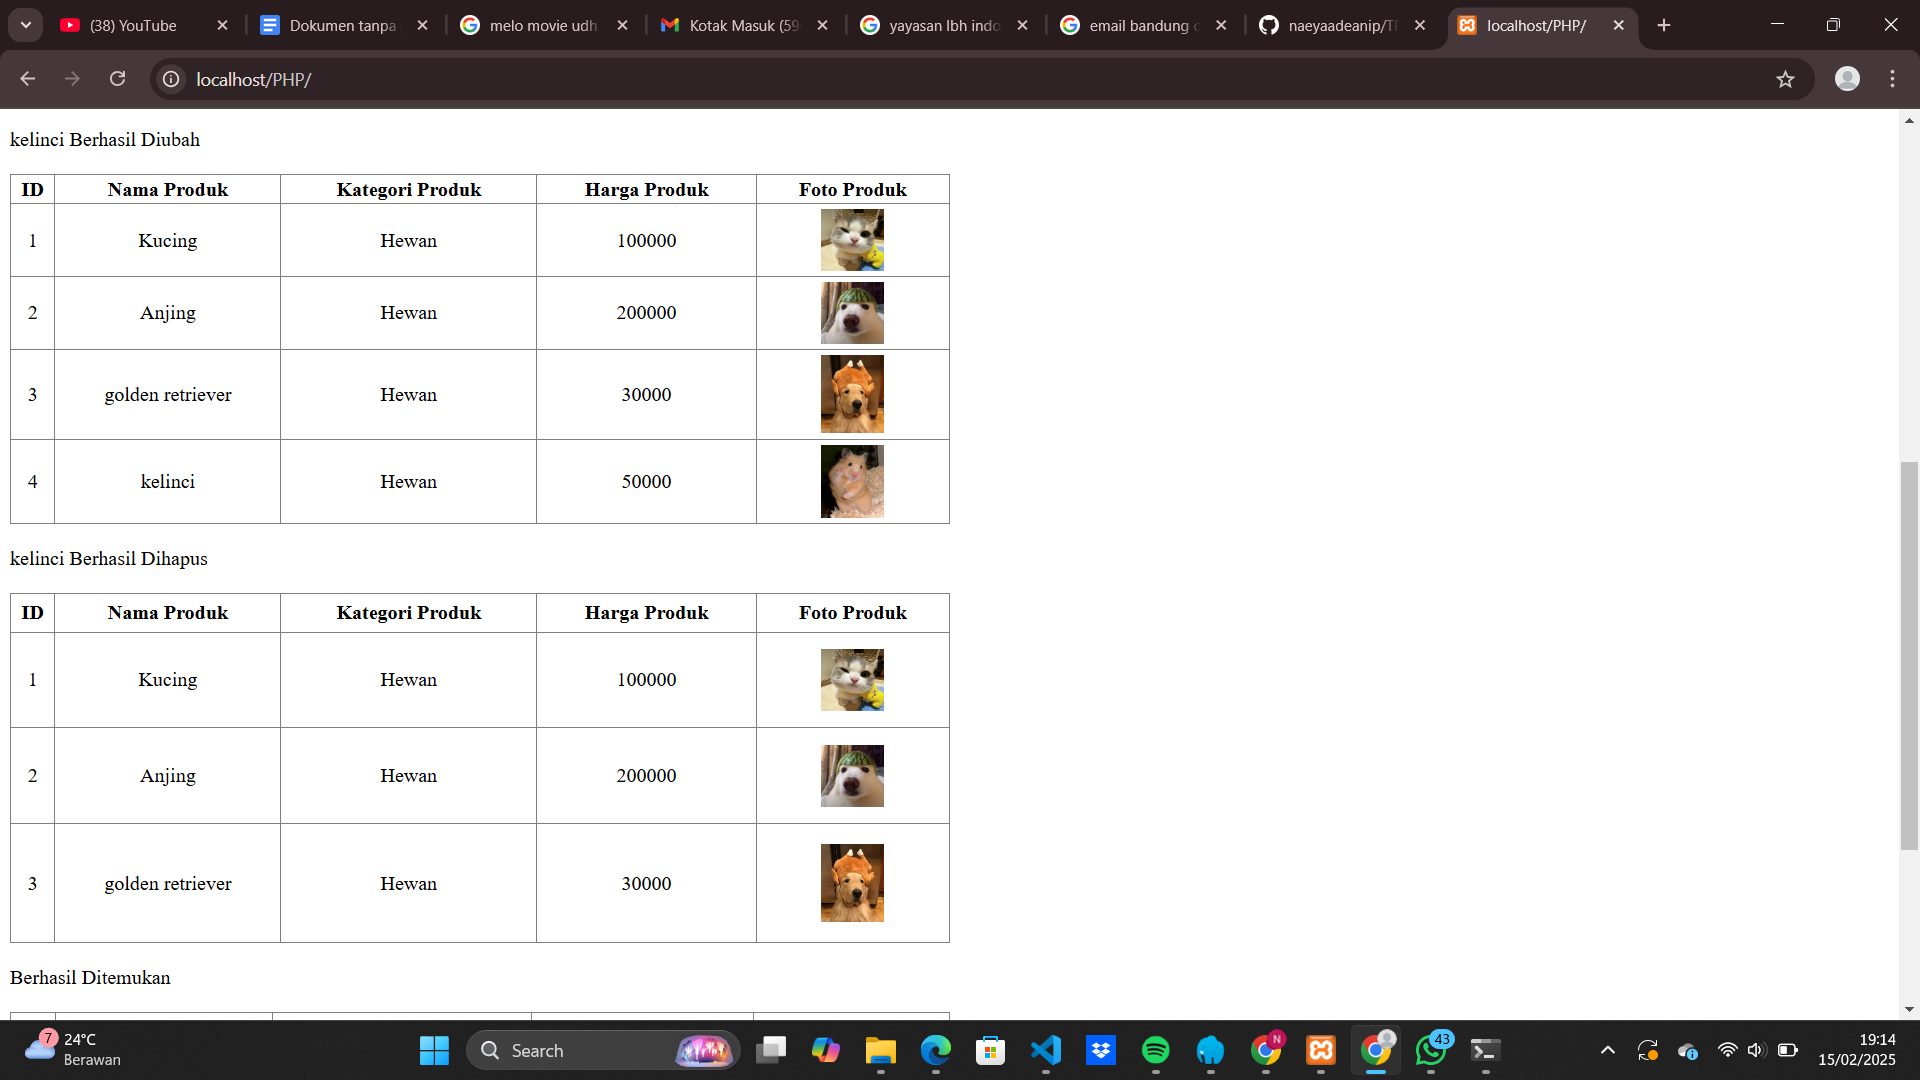 (38) YouTube
Dokumen tanpa
melo movie udh
Kotak Masuk (59
yayasan lbh indo
email bandung c
naeyaadeanip/TF
localhost/PHP/
localhost/PHP/
kelinci Berhasil Diubah
ID Nama Produk Kategori Produk Harga Produk Foto Produk
1 Kucing Hewan 100000
2 Anjing Hewan 200000
3 golden retriever Hewan 30000
4 kelinci Hewan 50000
kelinci Berhasil Dihapus
ID Nama Produk Kategori Produk Harga Produk Foto Produk
1 Kucing Hewan 100000
2 Anjing Hewan 200000
3 golden retriever Hewan 30000
Berhasil Ditemukan
7
24°C
Berawan
Search
N
43
19:14
15/02/2025